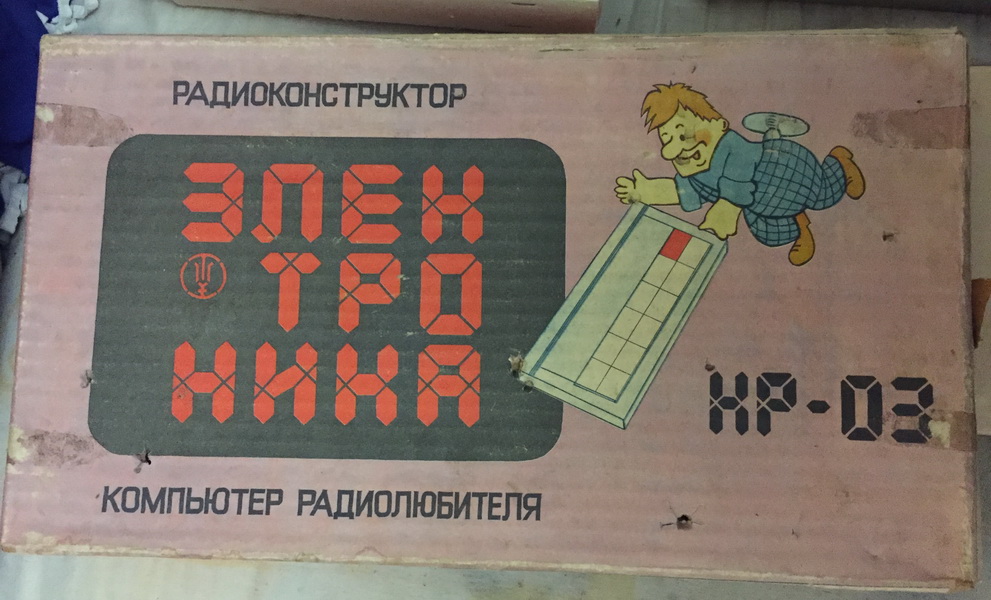 РАДИОКОНСТРУКТОР
ЭЛЕК
ТРО
НИКА
КР-03
КОМПЬЮТЕР РАДИОЛЮБИТЕЛЯ